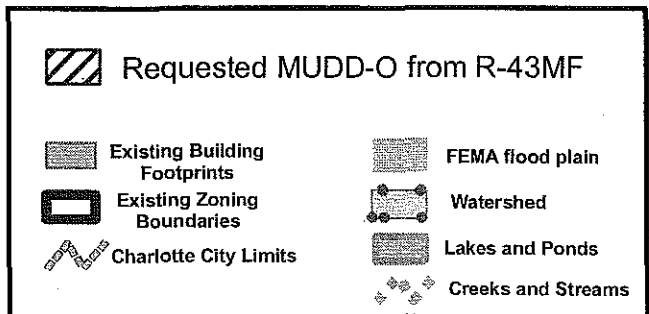 Requested MUDD-O from R-43MF
Existing Building
Footprints
Existing Zoning
Boundaries
Charlotte City Limits
FEMA flood plain
Watershed
Lakes and Ponds
Creeks and Streams